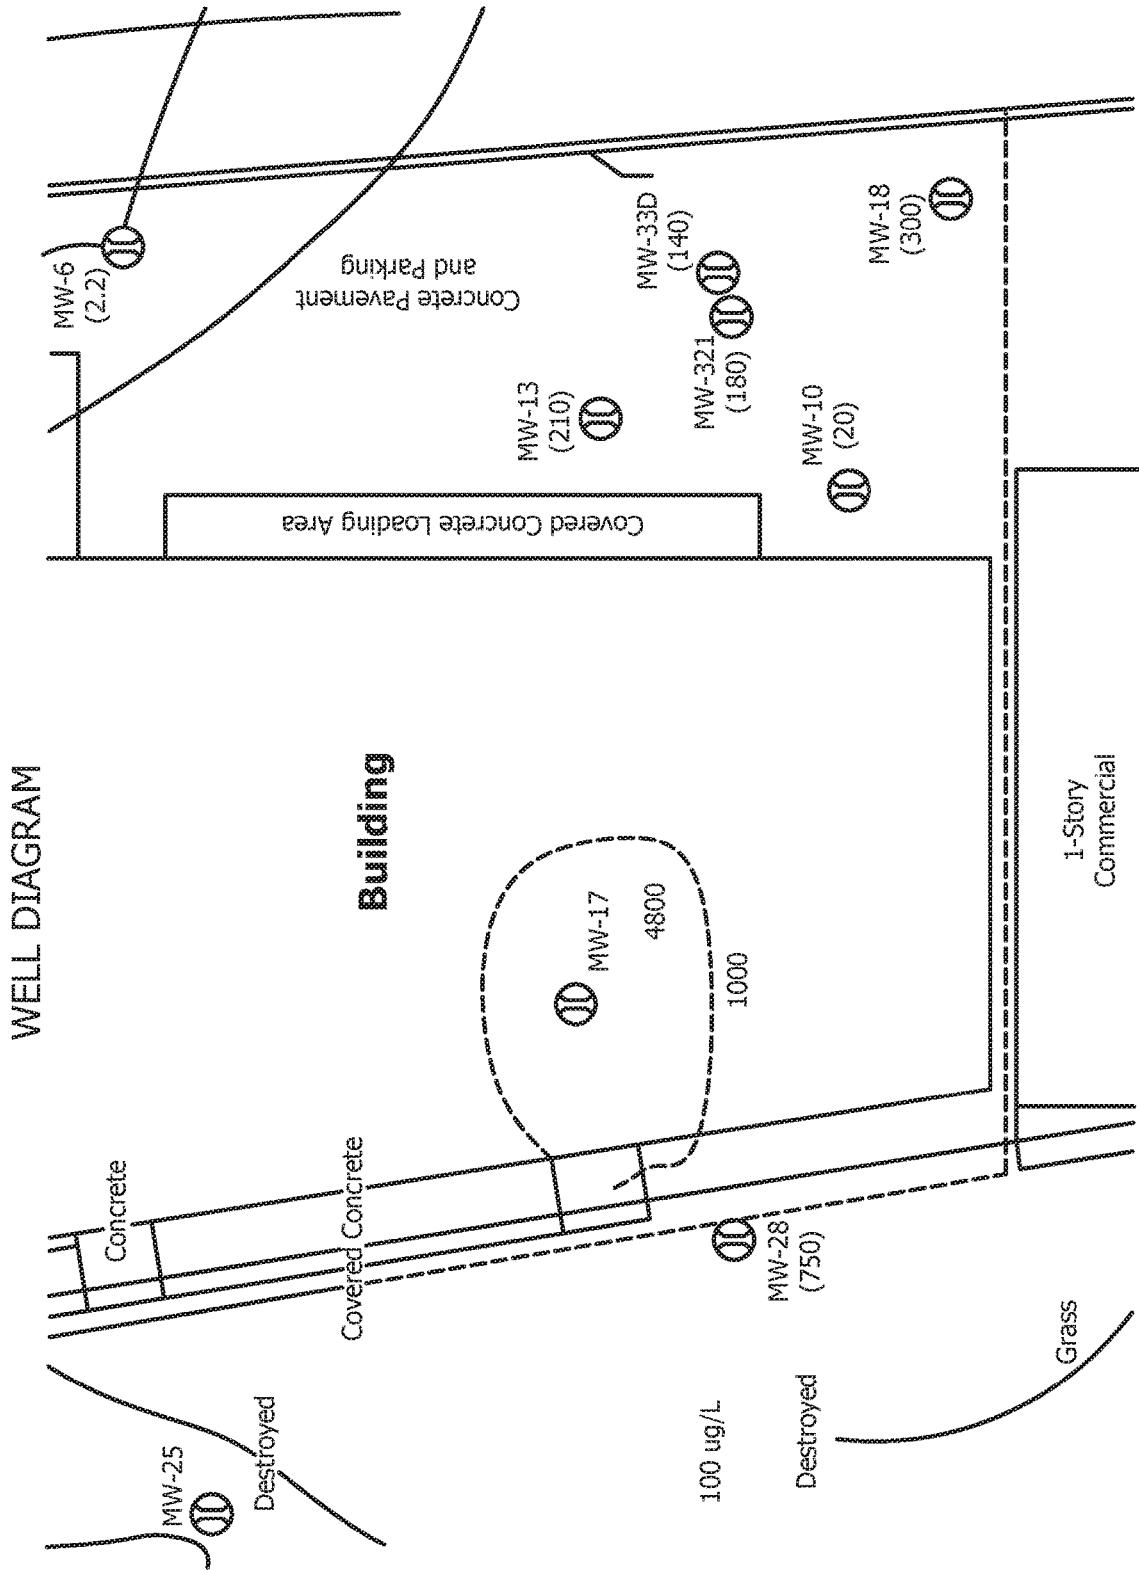 WELL DIAGRAM
MW-25
Destroyed
Concrete
Covered Concrete
Building
MW-6
(2.2)
Concrete Pavement
and Parking
Covered Concrete Loading Area
MW-13
(210)
MW-33D
(140)
MW-321
(180)
MW-10
(20)
MW-18
(300)
MW-17
4800
1000
MW-28
(750)
100 ug/L
Destroyed
Grass
1-Story
Commercial